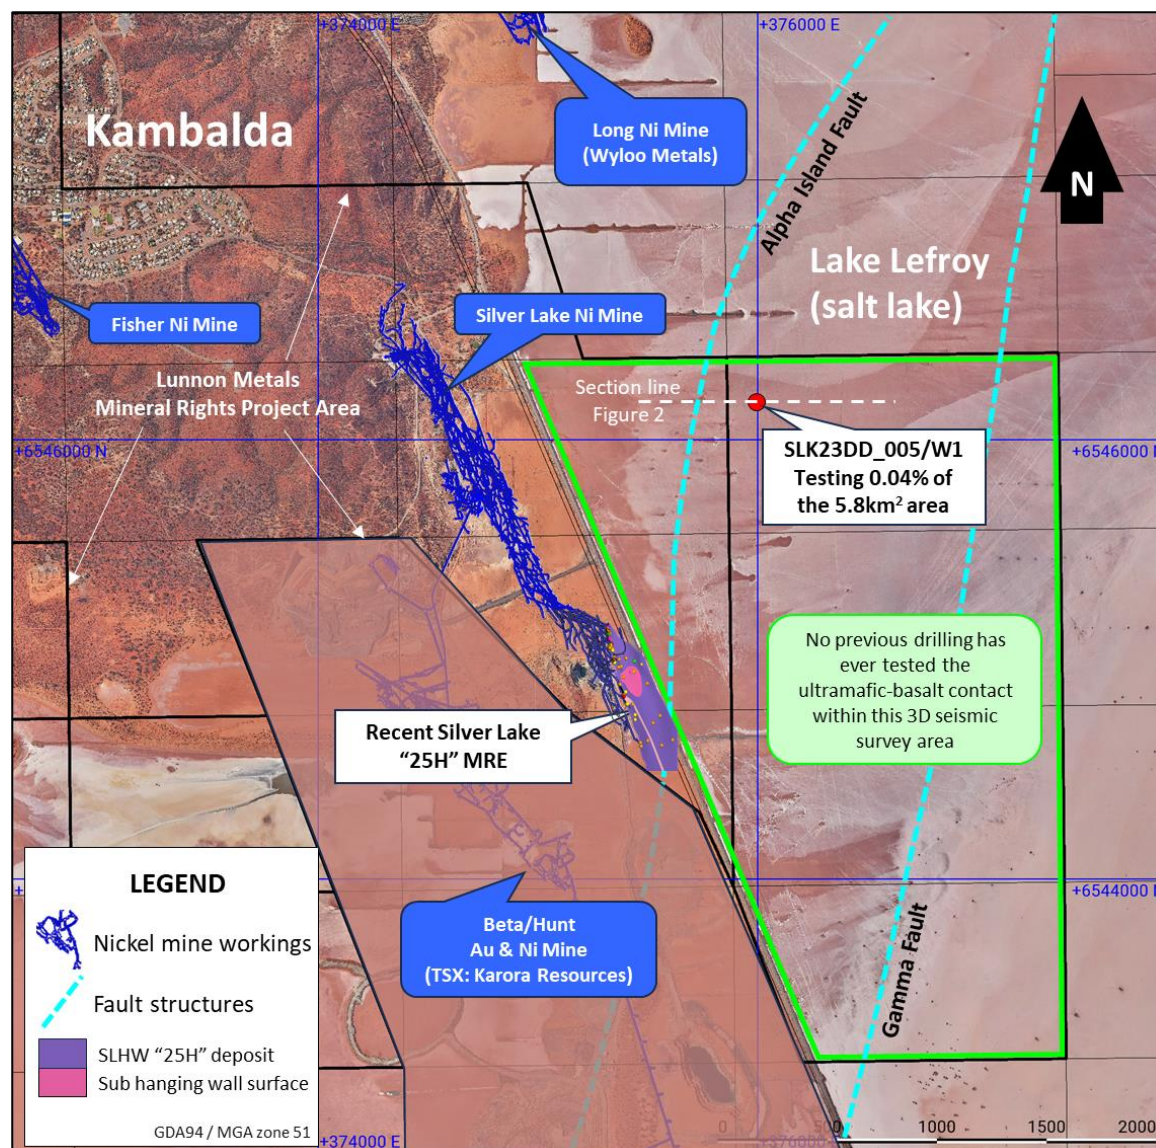 +374000 E
+376000 E
Kambalda
Long Ni Mine
(Wyloo Metals)
Alpha Island Fault
N
Lake Lefroy
(salt lake)
Fisher Ni Mine
Silver Lake Ni Mine
Lunnon Metals
Mineral Rights Project Area
Section line
Figure 2
+6546000 N
+6546000 N
SLK23DD_005/W1
Testing 0.04% of
the 5.8km² area
No previous drilling has
ever tested the
ultramafic-basalt contact
within this 3D seismic
survey area
Recent Silver Lake
“25H” MRE
+6544000 N
Beta/Hunt
Au & Ni Mine
(TSX: Karora Resources)
Gamma Fault
LEGEND
Nickel mine workings
Fault structures
SLHW “25H” deposit
Sub hanging wall surface
GDA94 / MGA zone 51
+374000 E
+376000 E
0 500 1000 1500 2000